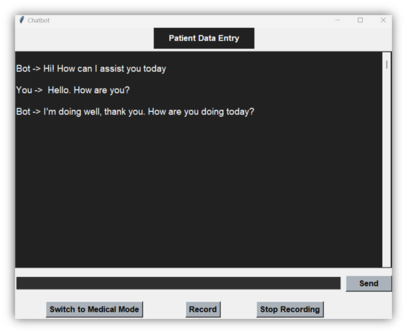 Chatbot
Patient Data Entry
Bot -> Hi! How can I assist you today
You -> Hello. How are you?
Bot -> I'm doing well, thank you. How are you doing today?
Send
Switch to Medical Mode
Record
Stop Recording